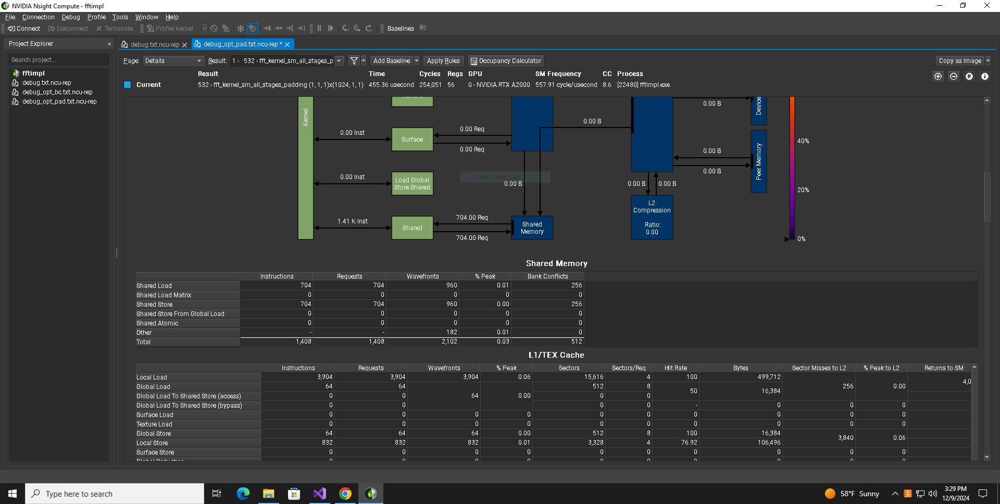 NVIDIA Nsight Compute - fftimpl
File Connection Debug Profile Tools Window Help
Connect Disconnect Terminate Profile Kernel Baselines
Project Explorer
Search project...
fftimpl
debug.txt.ncu-rep
debug_opt_bc.txt.ncu-rep
debug_opt_pad.txt.ncu-rep
debug.txt.ncu-rep debug_opt_pad.txt.ncu-rep *
Page: Details Result: 1 - 532 - fft_kernel_sm_all_stages_p Add Baseline Apply Rules Occupancy Calculator Copy as Image
Result Time Cycles Regs GPU SM Frequency CC Process
Current 532 - fft_kernel_sm_all_stages_padding (1, 1, 1)x(1024, 1, 1) 455.36 usecond 254,051 56 0 - NVIDIA RTX A2000 557.91 cycle/usecond 8.6 [22480] fftimpl.exe
Kernel
0.00 Inst
Surface
0.00 Req
0.00 Req
0.00 B
0.00 B
Device
0.00 B
0.00 B
Peer Memory
40%
20%
0%
0.00 Inst
Load Global
Store Shared
Full-screen Snip
0.00 B
0.00 B 0.00 B
L2
Compression
Ratio:
0.00
1.41 K Inst
Shared
704.00 Req
704.00 Req
Shared
Memory
Shared Memory
Instructions Requests Wavefronts % Peak Bank Conflicts
Shared Load 704 704 960 0.01 256
Shared Load Matrix 0 0 0 0 0
Shared Store 704 704 960 0.00 256
Shared Store From Global Load 0 0 0 0 0
Shared Atomic 0 0 0 0 0
Other - - 182 0.01 0
Total 1,408 1,408 2,102 0.03 512
L1/TEX Cache
Instructions Requests Wavefronts % Peak Sectors Sectors/Req Hit Rate Bytes Sector Misses to L2 % Peak to L2 Returns to SM
Local Load 3,904 3,904 3,904 0.06 15,616 4 100 499,712
4,0
Global Load 64 64 512 8
50 16,384
256 0.00
Global Load To Shared Store (access) 0 0 64 0.00 0 0
Global Load To Shared Store (bypass) 0 0 0 0 - 0 0 0
Surface Load 0 0 0 0 0 0 0 0 0 0
Texture Load 0 0 0 0 0 0 0 0 0 0
Global Store 64 64 64 0.00 512 8 100 16,384
3,840 0.06
Local Store 832 832 832 0.01 3,328 4 76.92 106,496
Surface Store 0 0 0 0 0 0 0 0 0 0
Type here to search
58°F Sunny
3:29 PM
12/9/2024